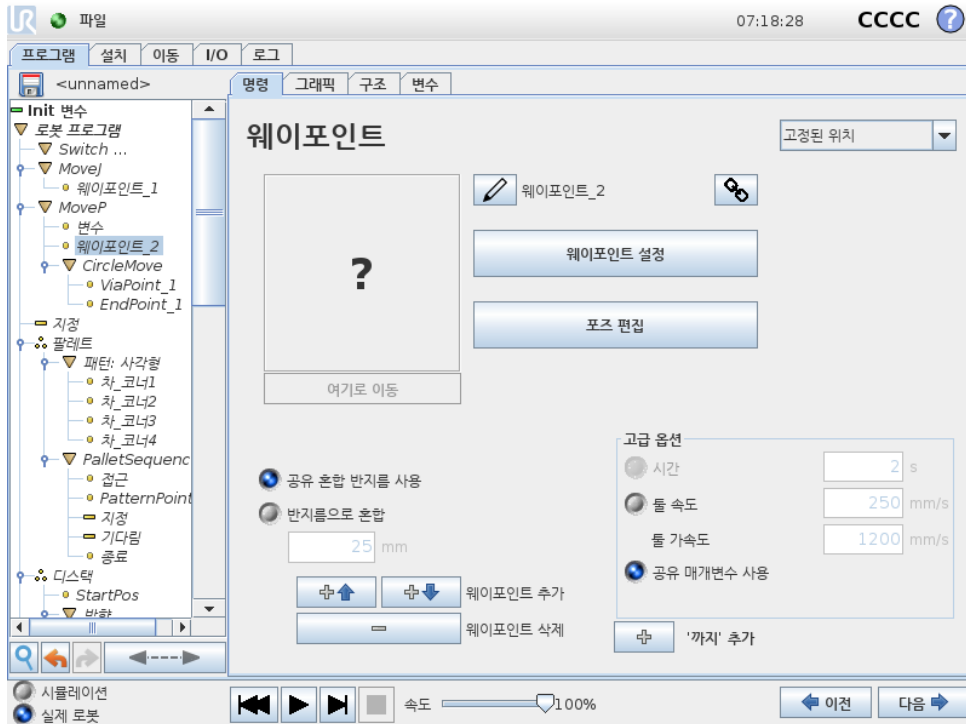 UR 파일 07:18:28 CCCC ?
프로그램 설치 이동 I/O 로그
<unnamed>
명령 그래픽 구조 변수
Init 변수
로봇 프로그램
Switch ...
MoveJ
웨이포인트_1
MoveP
변수
웨이포인트_2
CircleMove
ViaPoint_1
EndPoint_1
지정
팔레트
패턴: 사각형
차_코너1
차_코너2
차_코너3
차_코너4
PalletSequenc
접근
PatternPoint
지정
기다림
종료
디스택
StartPos
방향
웨이포인트
고정된 위치
?
웨이포인트_2
웨이포인트 설정
포즈 편집
여기로 이동
공유 혼합 반지름 사용
반지름으로 혼합
25 mm
웨이포인트 추가
웨이포인트 삭제
고급 옵션
시간 2 s
툴 속도 250 mm/s
툴 가속도 1200 mm/s
공유 매개변수 사용
'까지' 추가
시뮬레이션
실제 로봇
속도 100%
이전 다음